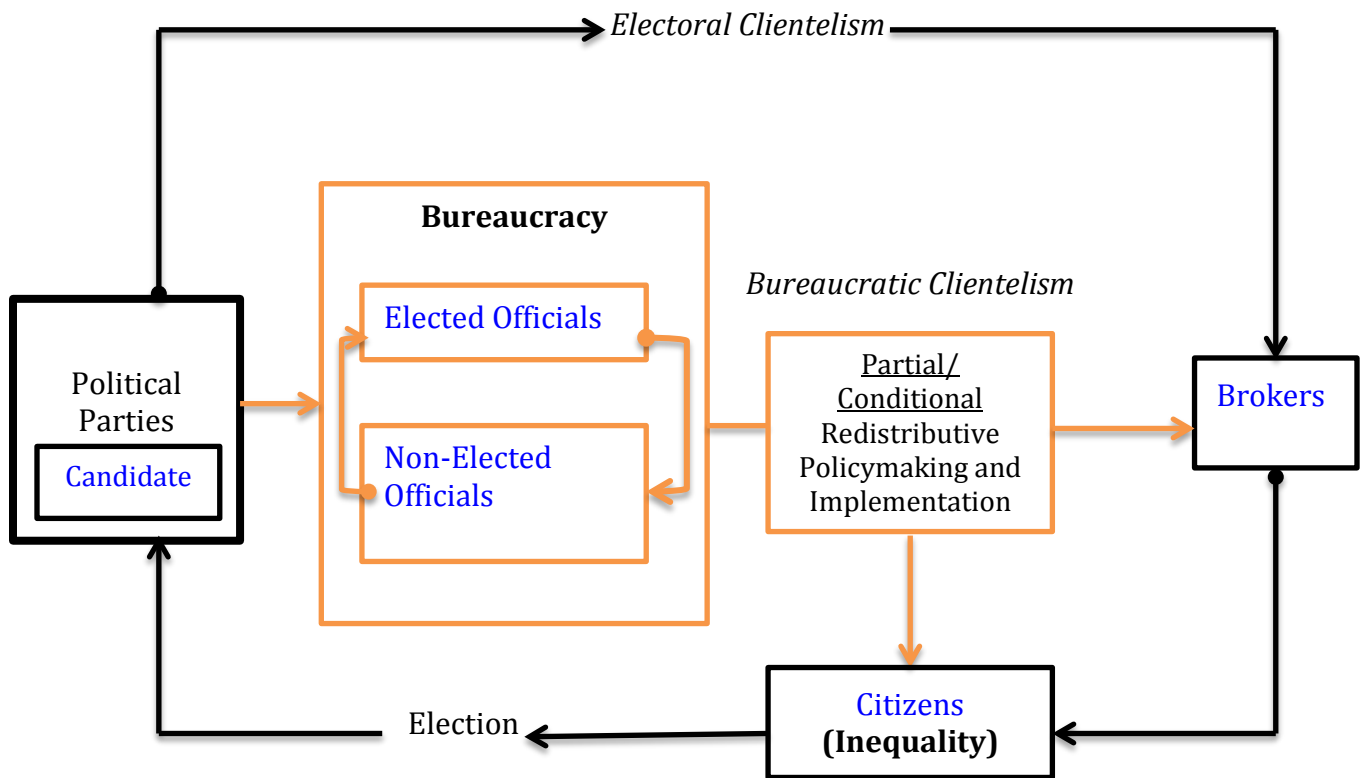 Electoral Clientelism
Bureaucracy
Elected Officials
Non-Elected
Officials
Political
Parties
Candidate
Bureaucratic Clientelism
Partial/
Conditional
Redistributive
Policymaking and
Implementation
Brokers
Citizens
(Inequality)
Election